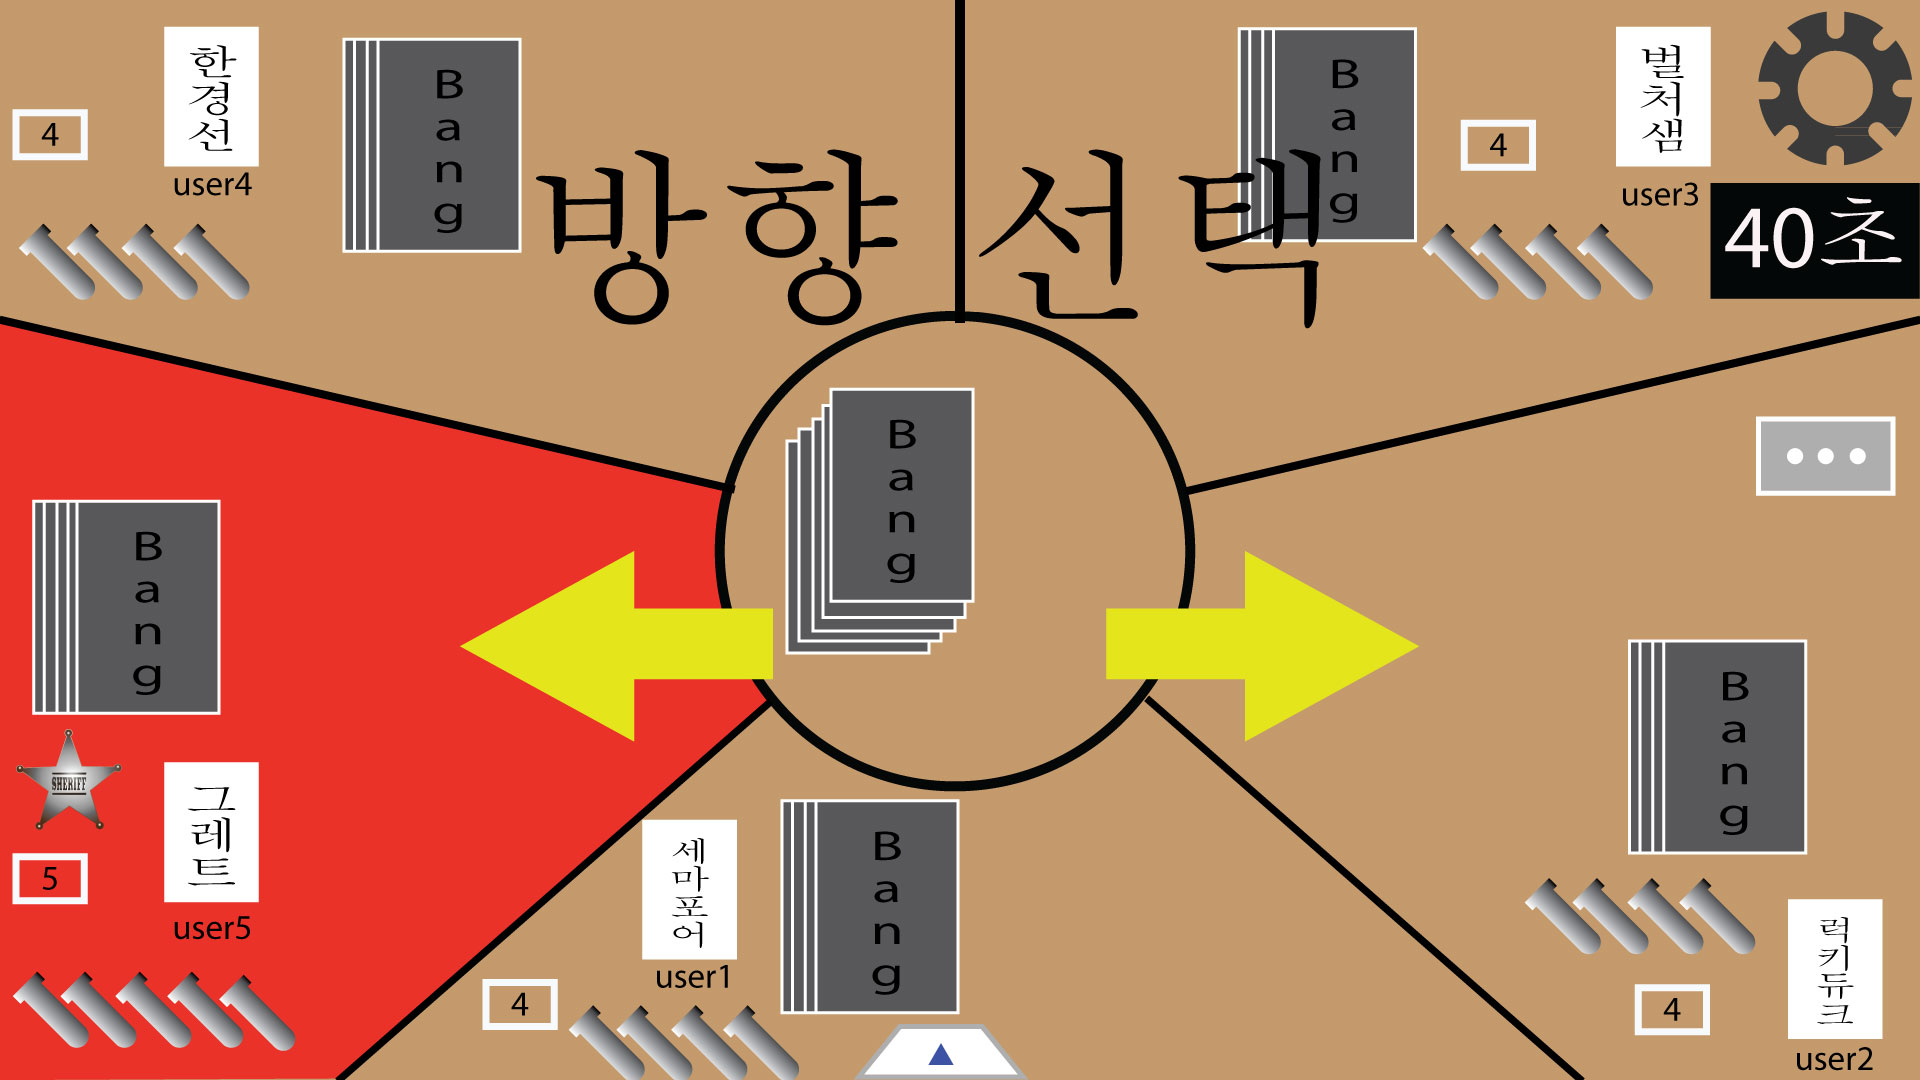 한경선
user4
4
Bang
방향 선택
Bang
4
벌처샘
user3
40초
Bang
Bang
SHERIFF
그레트
user5
5
세마포어
user1
4
Bang
Bang
4
럭키듀크
user2